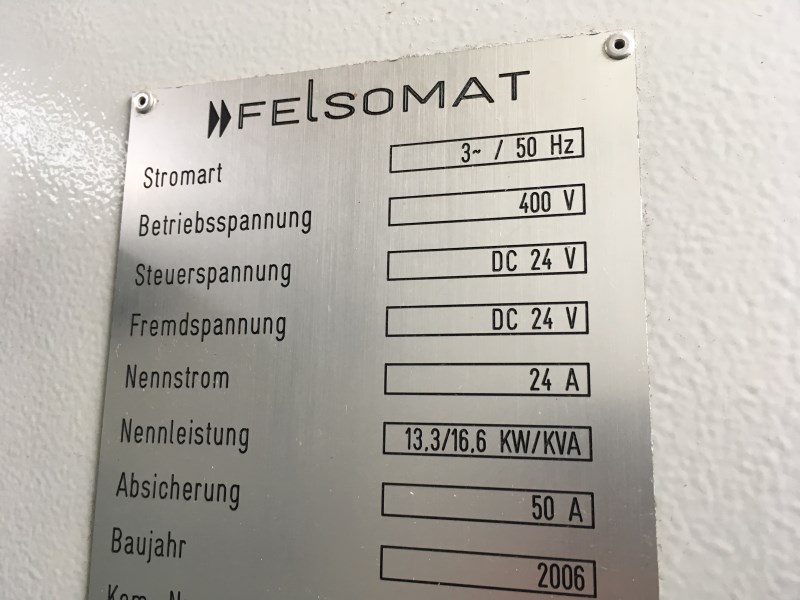 FELSOMAT
Stromart 3~ / 50 Hz
Betriebsspannung 400 V
Steuerspannung DC 24 V
Fremdspannung DC 24 V
Nennstrom 24 A
Nennleistung 13,3/16,6 KW/KVA
Absicherung 50 A
Baujahr 2006